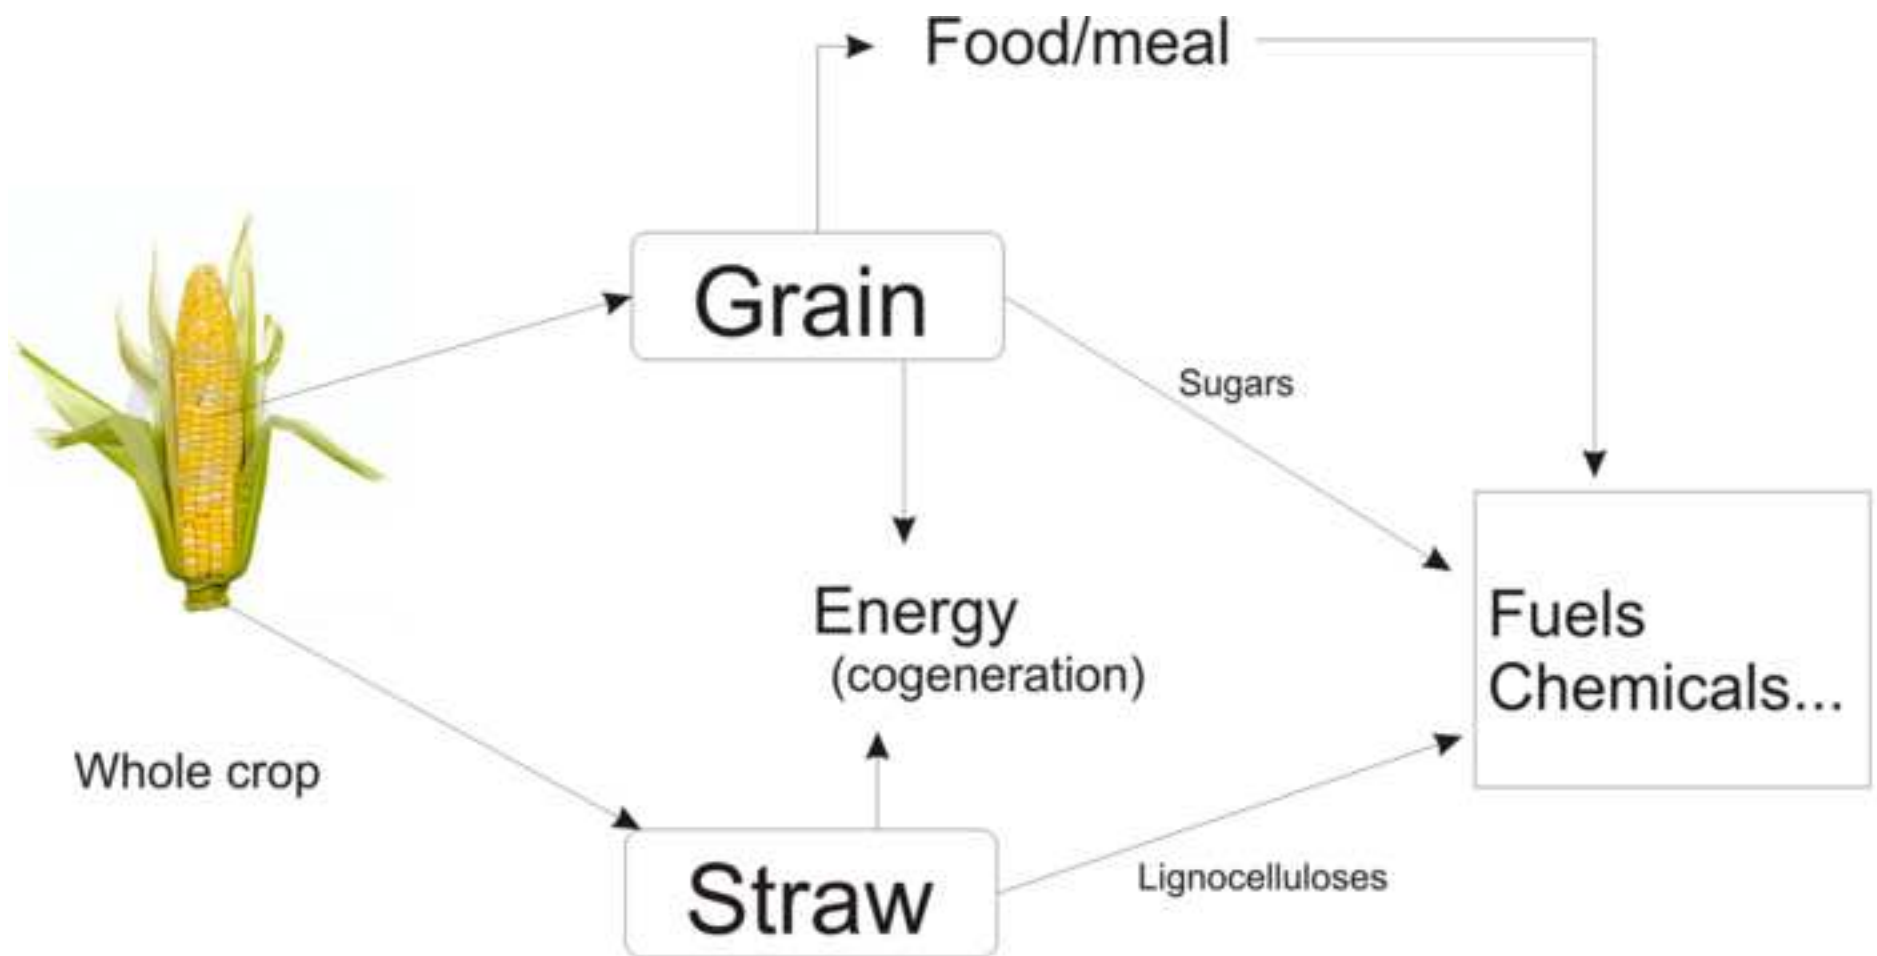 Food/meal
Grain
Sugars
Energy
(cogeneration)
Fuels
Chemicals...
Whole crop
Straw
Lignocelluloses